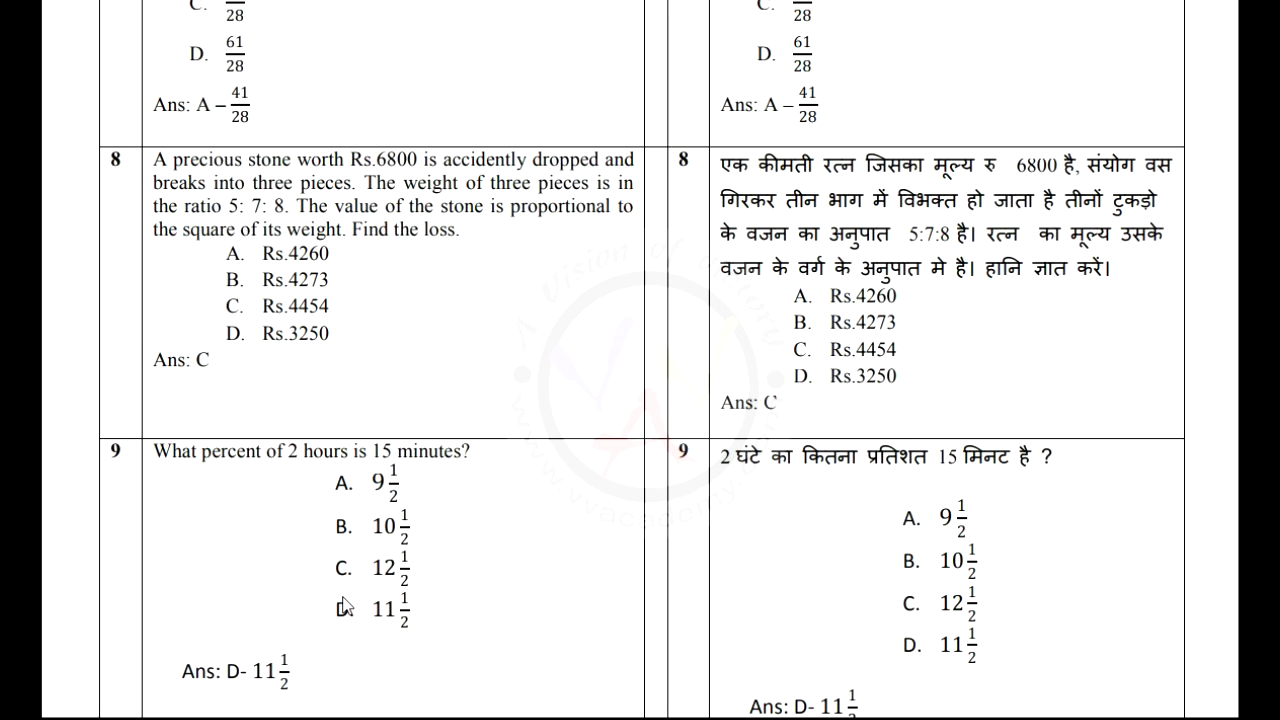 C. 28
D. 61/28
Ans: A – 41/28
8
A precious stone worth Rs.6800 is accidently dropped and
breaks into three pieces. The weight of three pieces is in
the ratio 5: 7: 8. The value of the stone is proportional to
the square of its weight. Find the loss.
A. Rs.4260
B. Rs.4273
C. Rs.4454
D. Rs.3250
Ans: C
9
What percent of 2 hours is 15 minutes?
A. 9 1/2
B. 10 1/2
C. 12 1/2
D. 11 1/2
Ans: D- 11 1/2
C. 28
D. 61/28
Ans: A – 41/28
8
एक कीमती रत्न जिसका मूल्य रु 6800 है, संयोग वस
गिरकर तीन भाग में विभक्त हो जाता है तीनों टुकड़ो
के वजन का अनुपात 5:7:8 है। रत्न का मूल्य उसके
वजन के वर्ग के अनुपात मे है। हानि ज्ञात करें।
A. Rs.4260
B. Rs.4273
C. Rs.4454
D. Rs.3250
Ans: C
9
2 घंटे का कितना प्रतिशत 15 मिनट है ?
A. 9 1/2
B. 10 1/2
C. 12 1/2
D. 11 1/2
Ans: D- 11 1/2